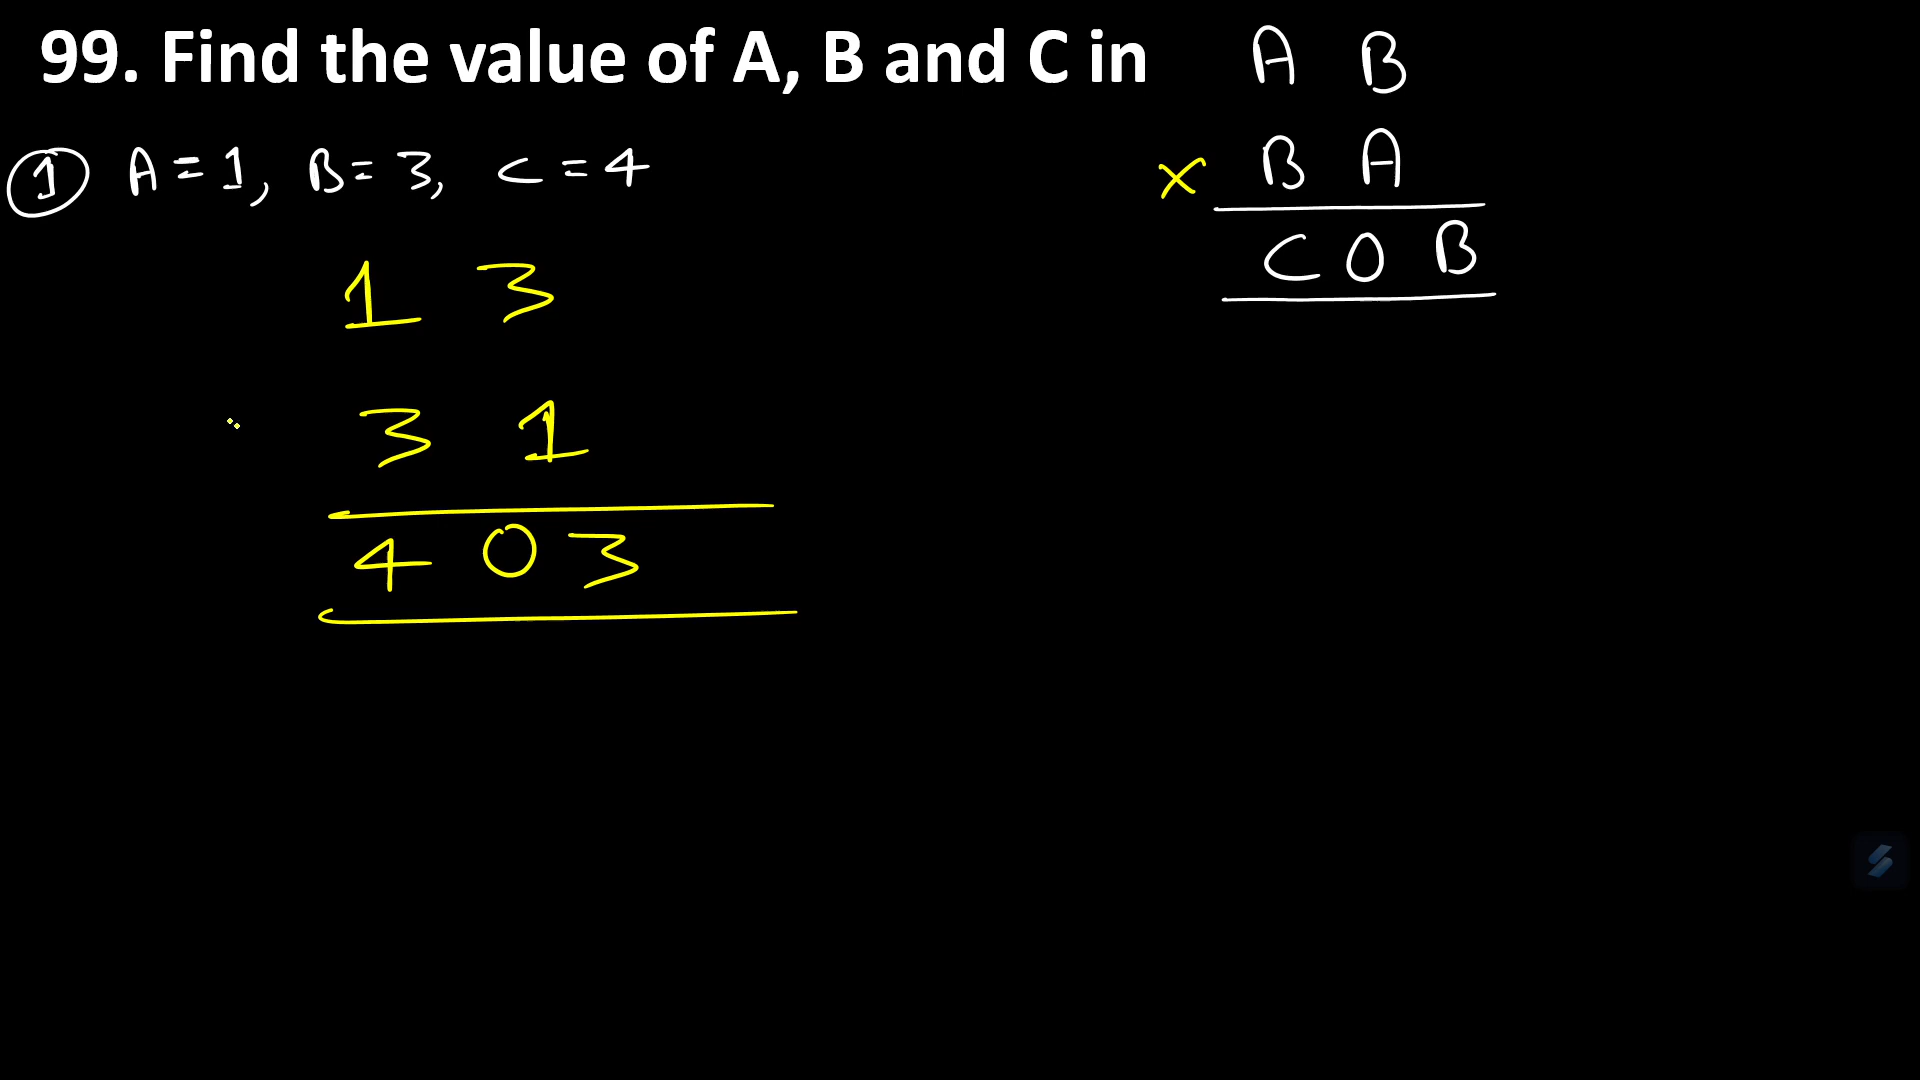 99. Find the value of A, B and C in
A B
× B A
C 0 B
① A = 1, B = 3, C = 4
1 3
3 1
4 0 3